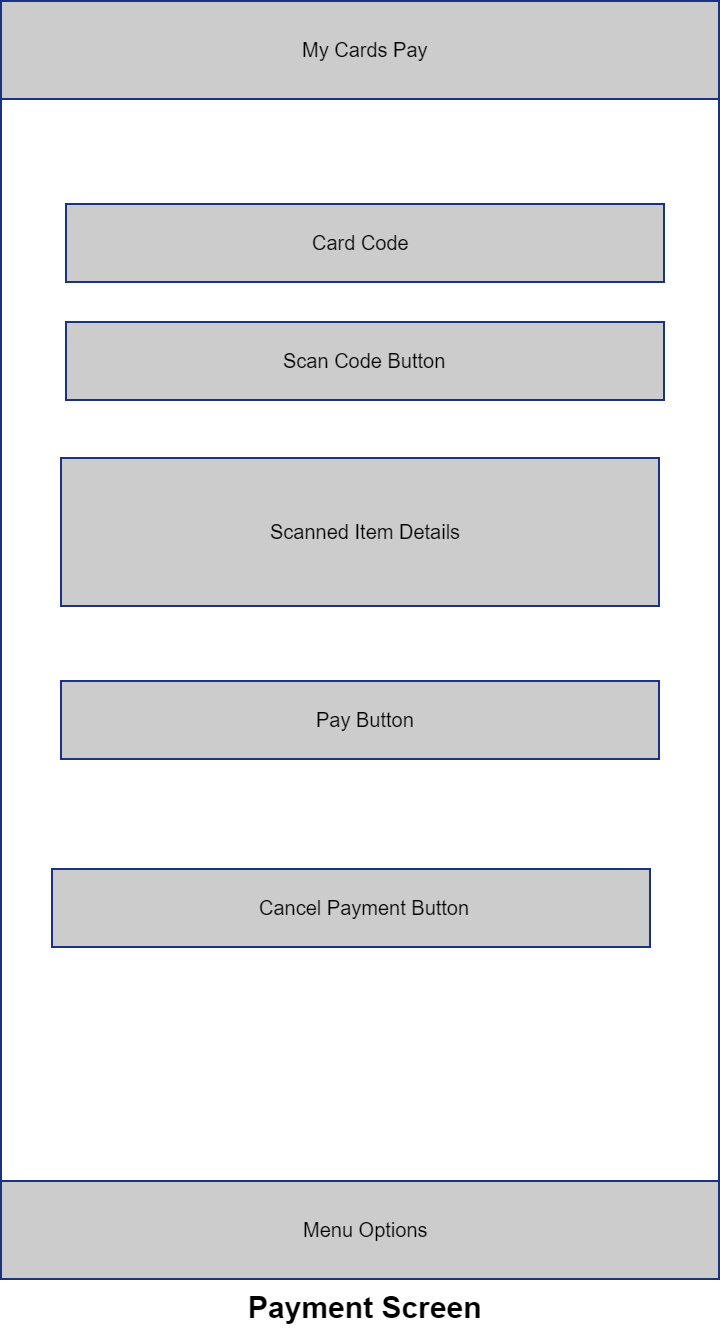 My Cards Pay
Card Code
Scan Code Button
Scanned Item Details
Pay Button
Cancel Payment Button
Menu Options
Payment Screen